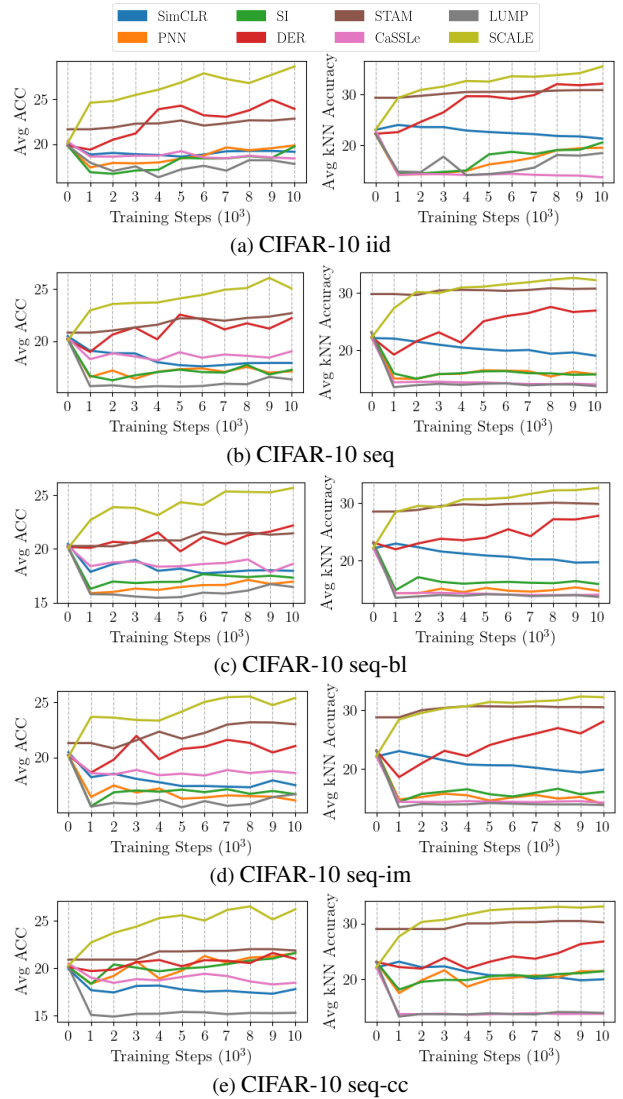 SimCLR SI STAM LUMP
PNN DER CaSSLe SCALE
Avg ACC
25
20
0 1 2 3 4 5 6 7 8 9 10
Training Steps (10³)
Avg kNN Accuracy
30
20
0 1 2 3 4 5 6 7 8 9 10
Training Steps (10³)
(a) CIFAR-10 iid
Avg ACC
25
20
0 1 2 3 4 5 6 7 8 9 10
Training Steps (10³)
Avg kNN Accuracy
30
20
0 1 2 3 4 5 6 7 8 9 10
Training Steps (10³)
(b) CIFAR-10 seq
Avg ACC
25
20
15
0 1 2 3 4 5 6 7 8 9 10
Training Steps (10³)
Avg kNN Accuracy
30
20
0 1 2 3 4 5 6 7 8 9 10
Training Steps (10³)
(c) CIFAR-10 seq-bl
Avg ACC
25
20
0 1 2 3 4 5 6 7 8 9 10
Training Steps (10³)
Avg kNN Accuracy
30
20
0 1 2 3 4 5 6 7 8 9 10
Training Steps (10³)
(d) CIFAR-10 seq-im
Avg ACC
25
20
15
0 1 2 3 4 5 6 7 8 9 10
Training Steps (10³)
Avg kNN Accuracy
30
20
0 1 2 3 4 5 6 7 8 9 10
Training Steps (10³)
(e) CIFAR-10 seq-cc